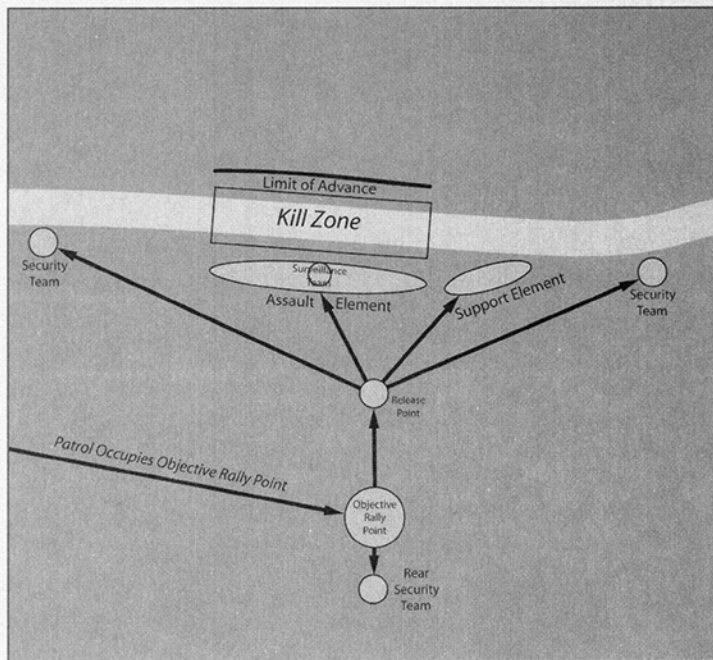 Limit of Advance
Kill Zone
Security
Team
Surveillance
Team
Assault Element
Support Element
Security
Team
Release
Point
Patrol Occupies Objective Rally Point
Objective
Rally
Point
Rear
Security
Team